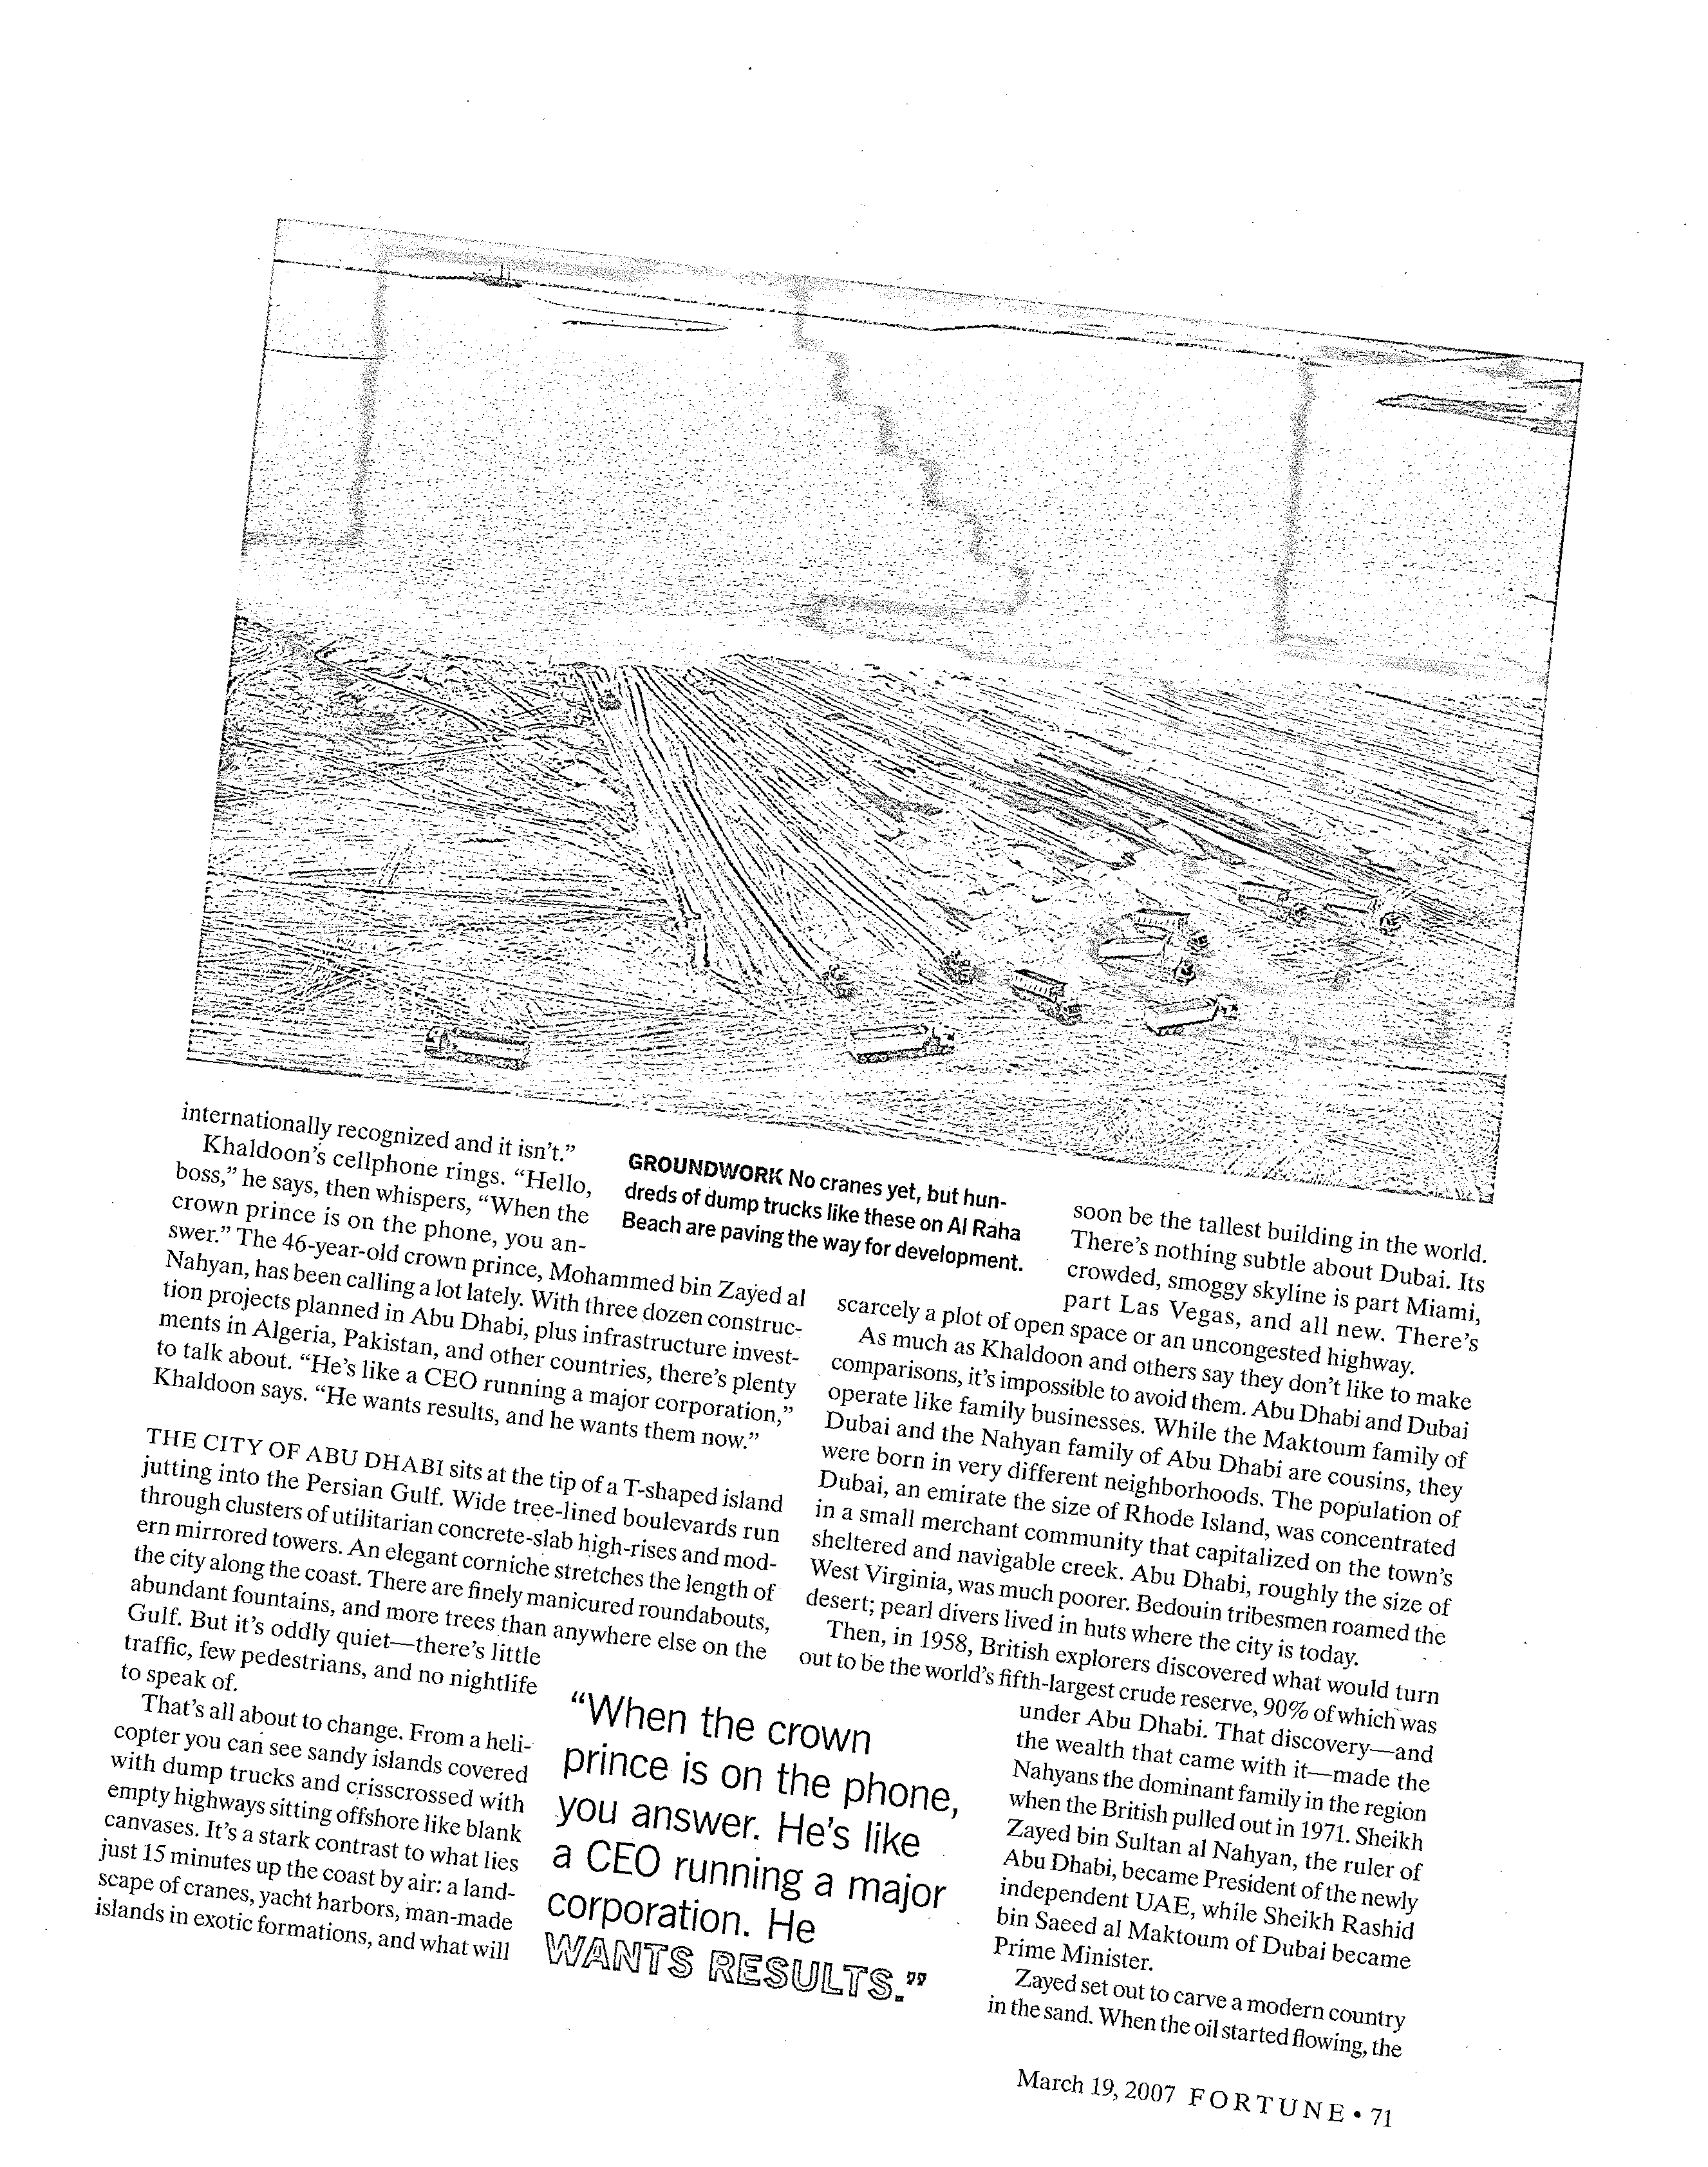 internationally recognized and it isn't."
Khaldoon's cellphone rings. "Hello,
boss," he says, then whispers, "When the
crown prince is on the phone, you an-
swer." The 46-year-old crown prince, Mohammed bin Zayed al
Nahyan, has been calling a lot lately. With three dozen construc-
tion projects planned in Abu Dhabi, plus infrastructure invest-
ments in Algeria, Pakistan, and other countries, there's plenty
to talk about. "He's like a CEO running a major corporation,"
Khaldoon says. "He wants results, and he wants them now."
THE CITY OF ABU DHABI sits at the tip of a T-shaped island
jutting into the Persian Gulf. Wide tree-lined boulevards run
through clusters of utilitarian concrete-slab high-rises and mod-
ern mirrored towers. An elegant corniche stretches the length of
the city along the coast. There are finely manicured roundabouts,
abundant fountains, and more trees than anywhere else on the
Gulf. But it's oddly quiet—there's little
traffic, few pedestrians, and no nightlife
to speak of.
That's all about to change. From a heli-
copter you can see sandy islands covered
with dump trucks and crisscrossed with
empty highways sitting offshore like blank
canvases. It's a stark contrast to what lies
just 15 minutes up the coast by air: a land-
scape of cranes, yacht harbors, man-made
islands in exotic formations, and what will
GROUNDWORK No cranes yet, but hun-
dreds of dump trucks like these on Al Raha
Beach are paving the way for development.
"When the crown
prince is on the phone,
you answer. He's like
a CEO running a major
corporation. He
WANTS RESULTS."
soon be the tallest building in the world.
There's nothing subtle about Dubai. Its
crowded, smoggy skyline is part Miami,
part Las Vegas, and all new. There's
scarcely a plot of open space or an uncongested highway.
As much as Khaldoon and others say they don't like to make
comparisons, it's impossible to avoid them. Abu Dhabi and Dubai
operate like family businesses. While the Maktoum family of
Dubai and the Nahyan family of Abu Dhabi are cousins, they
were born in very different neighborhoods. The population of
Dubai, an emirate the size of Rhode Island, was concentrated
in a small merchant community that capitalized on the town's
sheltered and navigable creek. Abu Dhabi, roughly the size of
West Virginia, was much poorer. Bedouin tribesmen roamed the
desert; pearl divers lived in huts where the city is today.
Then, in 1958, British explorers discovered what would turn
out to be the world's fifth-largest crude reserve, 90% of which was
under Abu Dhabi. That discovery—and
the wealth that came with it—made the
Nahyans the dominant family in the region
when the British pulled out in 1971. Sheikh
Zayed bin Sultan al Nahyan, the ruler of
Abu Dhabi, became President of the newly
independent UAE, while Sheikh Rashid
bin Saeed al Maktoum of Dubai became
Prime Minister.
Zayed set out to carve a modern country
in the sand. When the oil started flowing, the
March 19, 2007 FORTUNE • 71